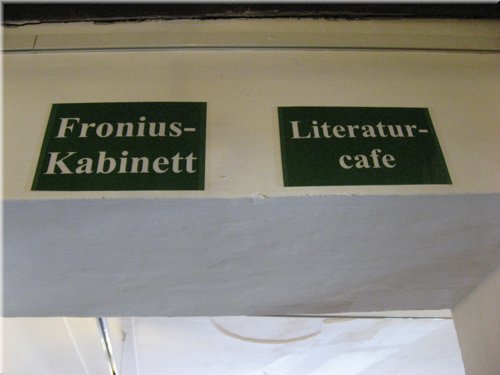 Fronius-
Kabinett
Literatur-
cafe